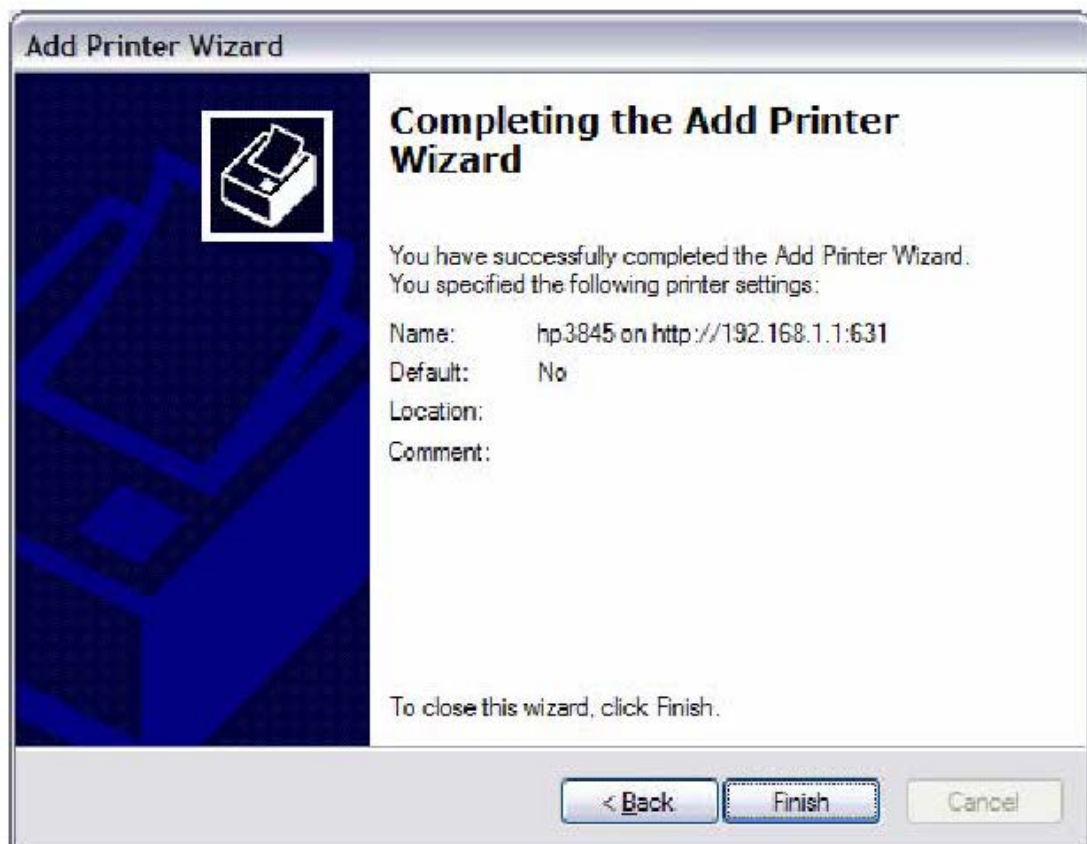 Add Printer Wizard
Completing the Add Printer
Wizard
You have successfully completed the Add Printer Wizard.
You specified the following printer settings:
Name: hp3845 on http://192.168.1.1:631
Default: No
Location:
Comment:
To close this wizard, click Finish.
< Back Finish Cancel